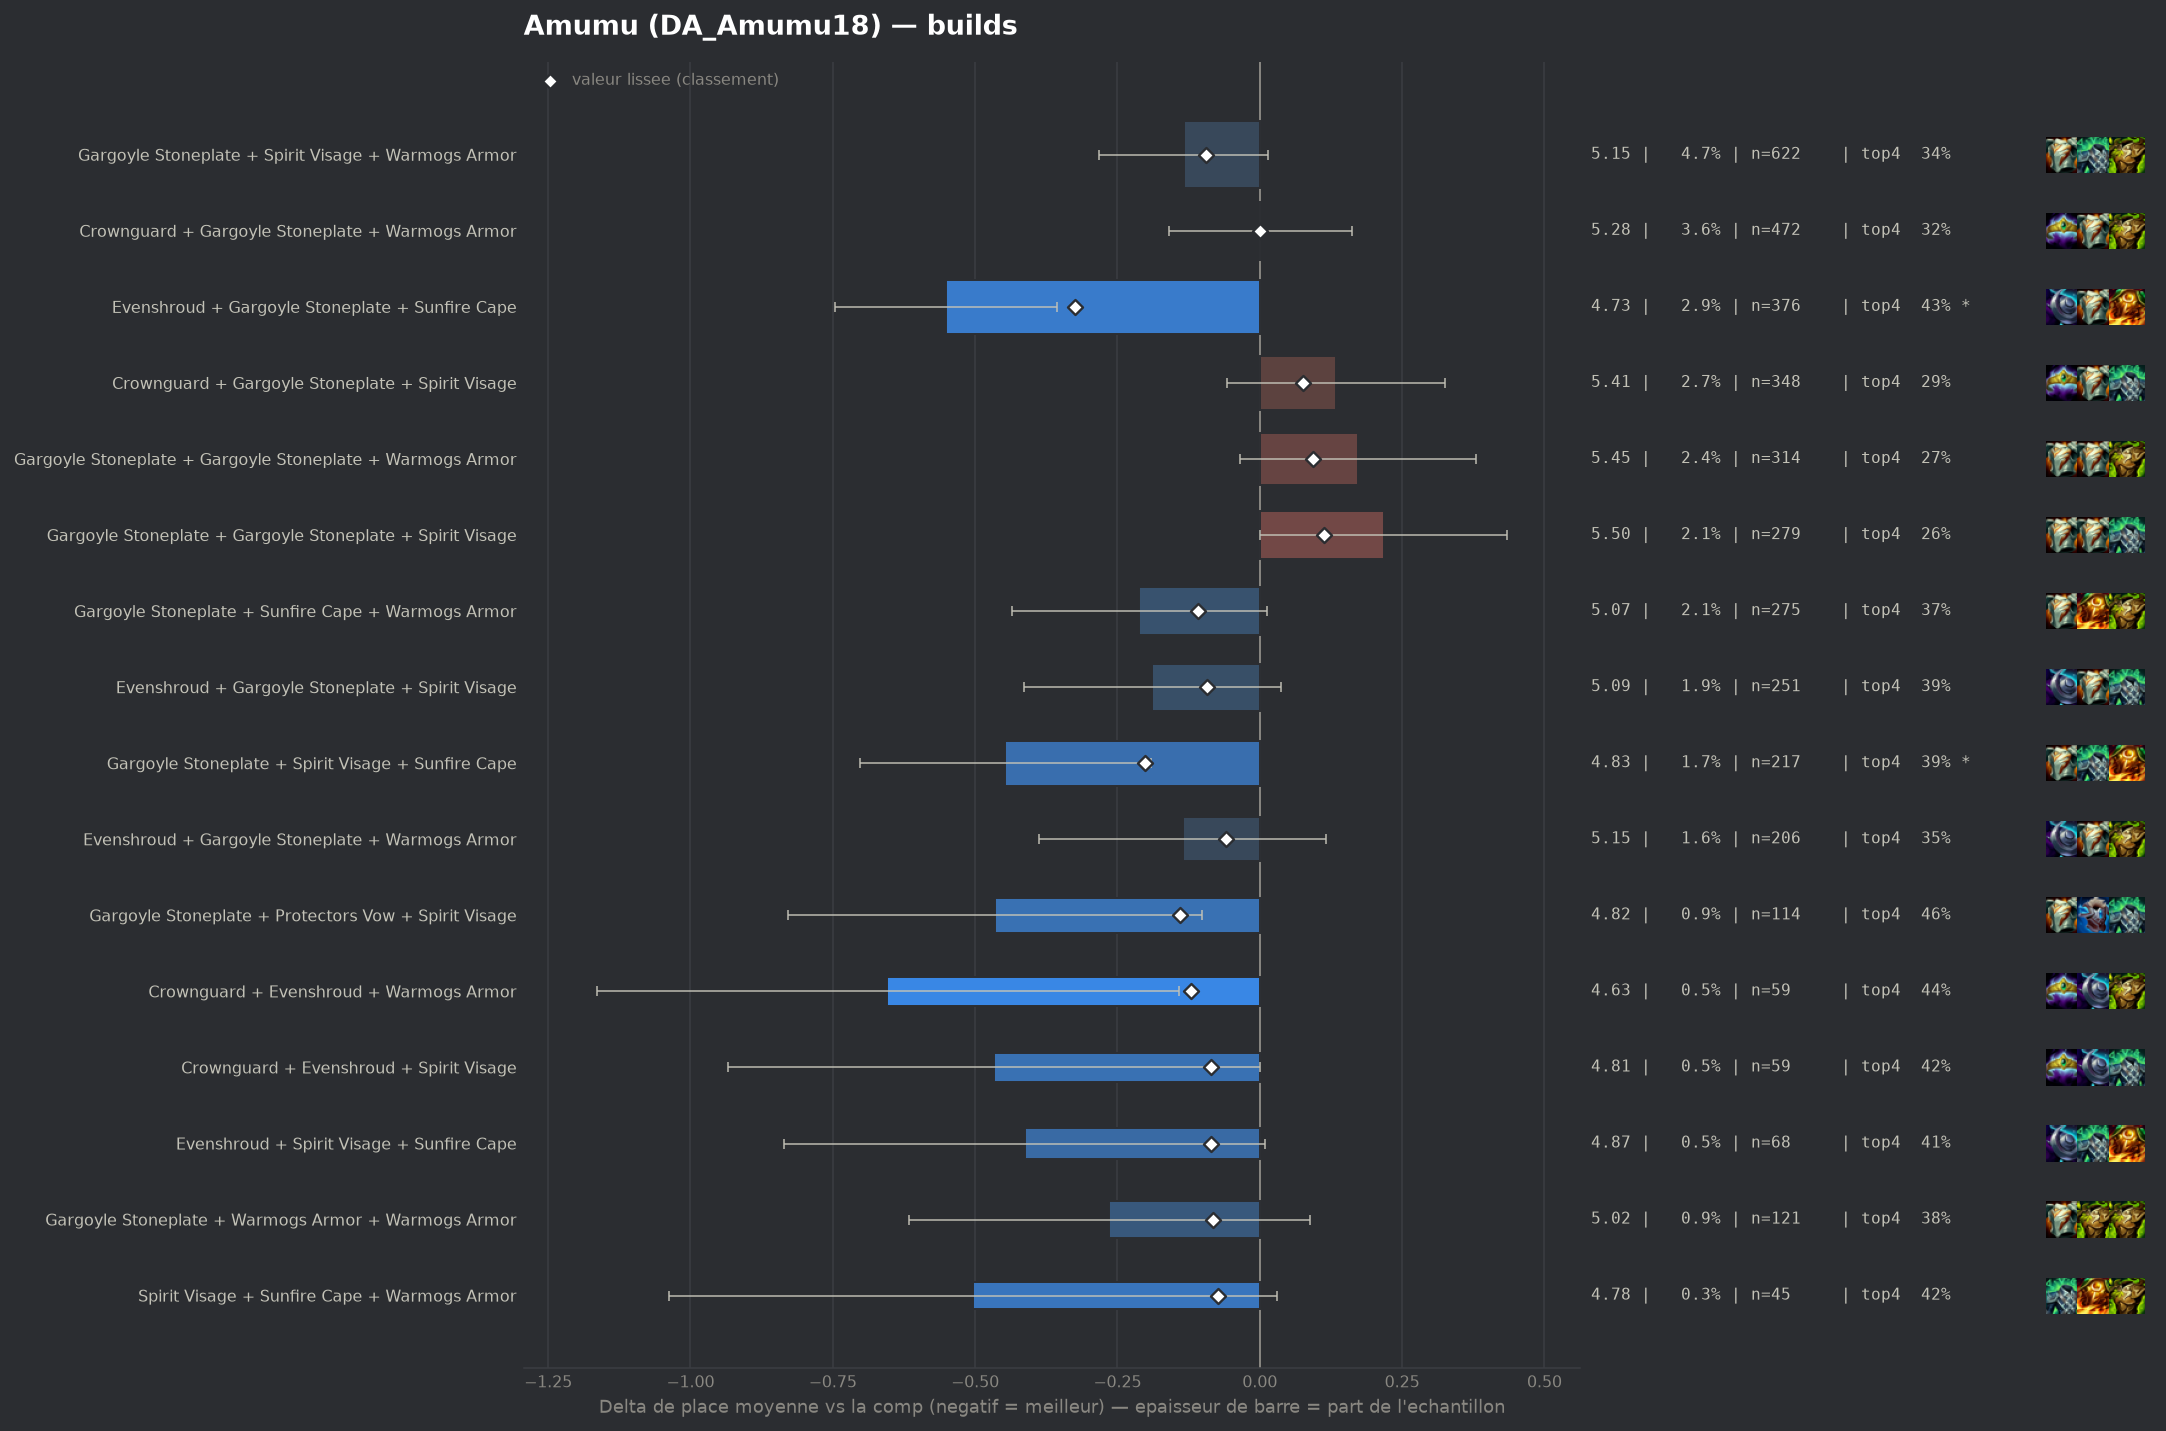 Amumu (DA_Amumu18) — builds
valeur lissee (classement)
Gargoyle Stoneplate + Spirit Visage + Warmogs Armor 5.15 | 4.7% | n=622 | top4 34%
Crownguard + Gargoyle Stoneplate + Warmogs Armor 5.28 | 3.6% | n=472 | top4 32%
Evenshroud + Gargoyle Stoneplate + Sunfire Cape 4.73 | 2.9% | n=376 | top4 43% *
Crownguard + Gargoyle Stoneplate + Spirit Visage 5.41 | 2.7% | n=348 | top4 29%
Gargoyle Stoneplate + Gargoyle Stoneplate + Warmogs Armor 5.45 | 2.4% | n=314 | top4 27%
Gargoyle Stoneplate + Gargoyle Stoneplate + Spirit Visage 5.50 | 2.1% | n=279 | top4 26%
Gargoyle Stoneplate + Sunfire Cape + Warmogs Armor 5.07 | 2.1% | n=275 | top4 37%
Evenshroud + Gargoyle Stoneplate + Spirit Visage 5.09 | 1.9% | n=251 | top4 39%
Gargoyle Stoneplate + Spirit Visage + Sunfire Cape 4.83 | 1.7% | n=217 | top4 39% *
Evenshroud + Gargoyle Stoneplate + Warmogs Armor 5.15 | 1.6% | n=206 | top4 35%
Gargoyle Stoneplate + Protectors Vow + Spirit Visage 4.82 | 0.9% | n=114 | top4 46%
Crownguard + Evenshroud + Warmogs Armor 4.63 | 0.5% | n=59 | top4 44%
Crownguard + Evenshroud + Spirit Visage 4.81 | 0.5% | n=59 | top4 42%
Evenshroud + Spirit Visage + Sunfire Cape 4.87 | 0.5% | n=68 | top4 41%
Gargoyle Stoneplate + Warmogs Armor + Warmogs Armor 5.02 | 0.9% | n=121 | top4 38%
Spirit Visage + Sunfire Cape + Warmogs Armor 4.78 | 0.3% | n=45 | top4 42%
−1.25 −1.00 −0.75 −0.50 −0.25 0.00 0.25 0.50
Delta de place moyenne vs la comp (negatif = meilleur) — epaisseur de barre = part de l'echantillon